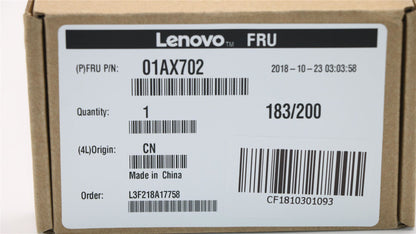 Lenovo™ FRU
(P)FRU P/N: 01AX702 2018-10-23 03:03:58
Quantity: 1 183/200
(4L)Origin: CN
Made in China
Order: L3F218A17758
CF1810301093